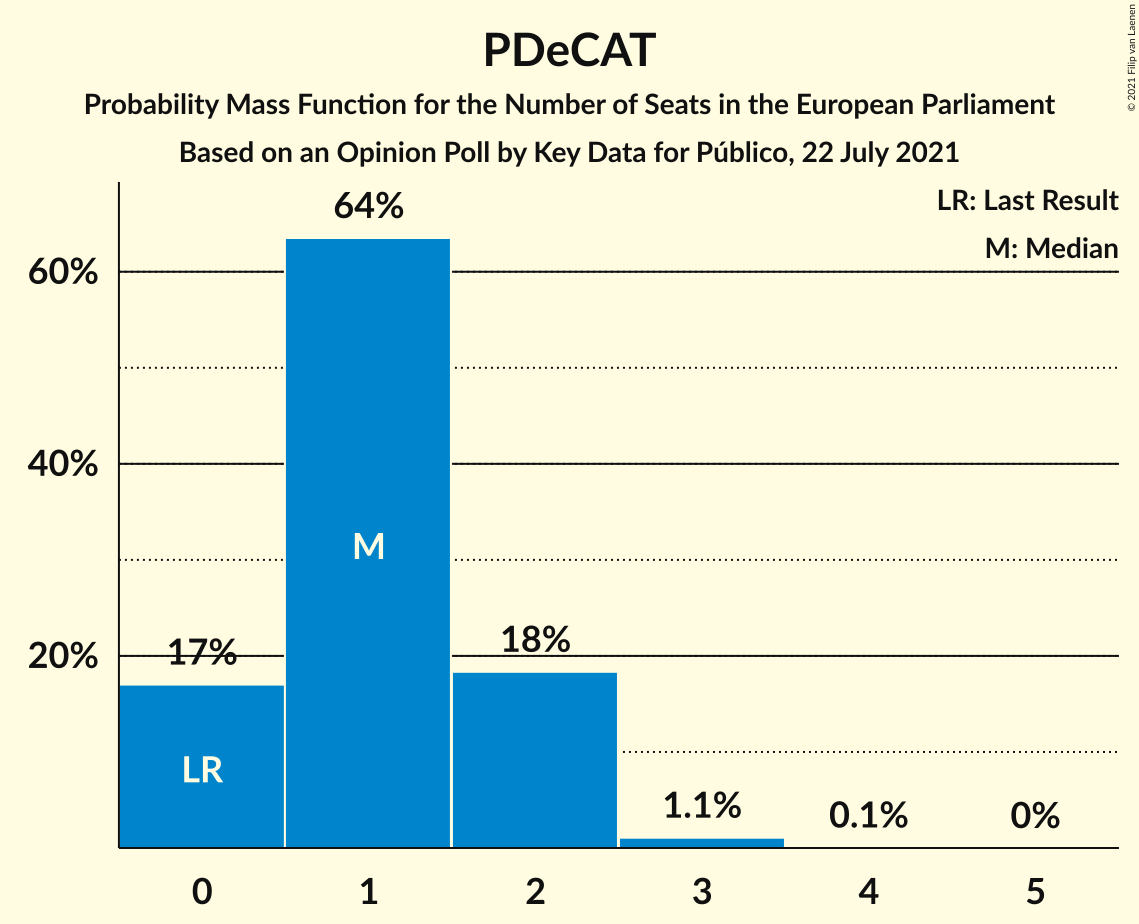 PDeCAT
Probability Mass Function for the Number of Seats in the European Parliament
Based on an Opinion Poll by Key Data for Público, 22 July 2021
© 2021 Filip van Laenen
LR: Last Result
M: Median
60%
40%
20%
17%
64%
18%
1.1%
0.1%
0%
LR
M
0 1 2 3 4 5